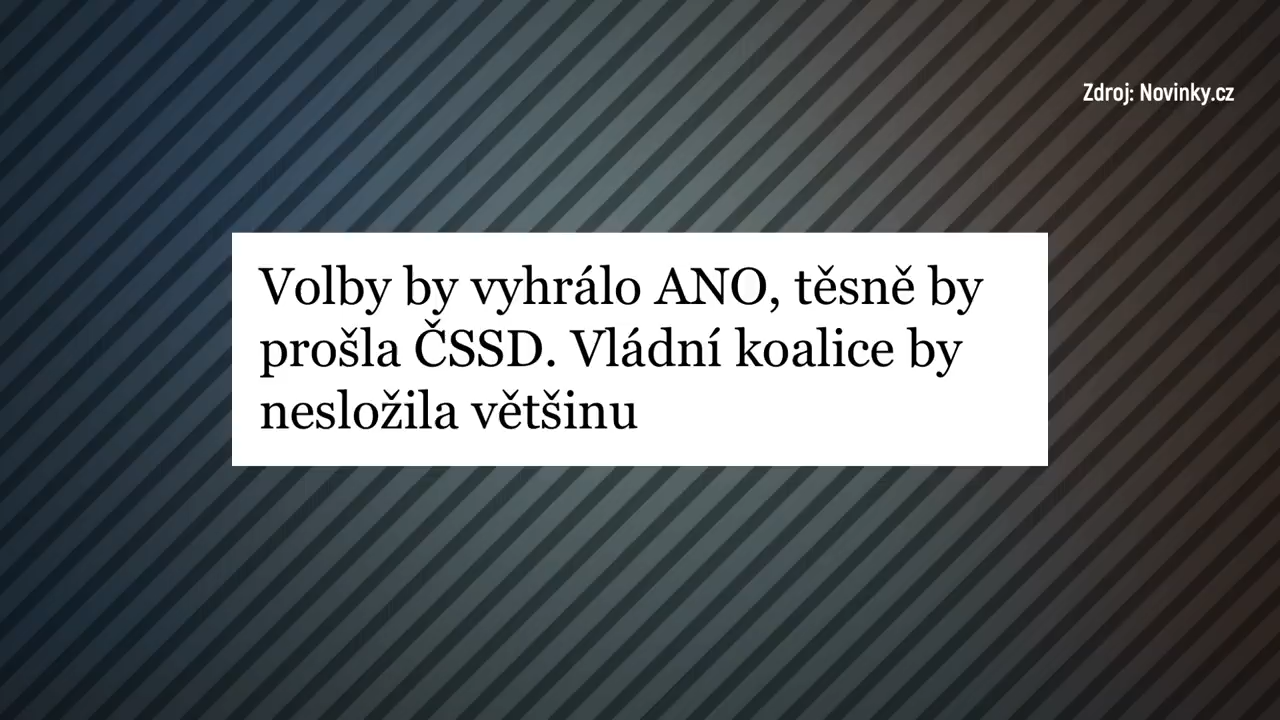 Zdroj: Novinky.cz
Volby by vyhrálo ANO, těsně by
prošla ČSSD. Vládní koalice by
nesložila většinu